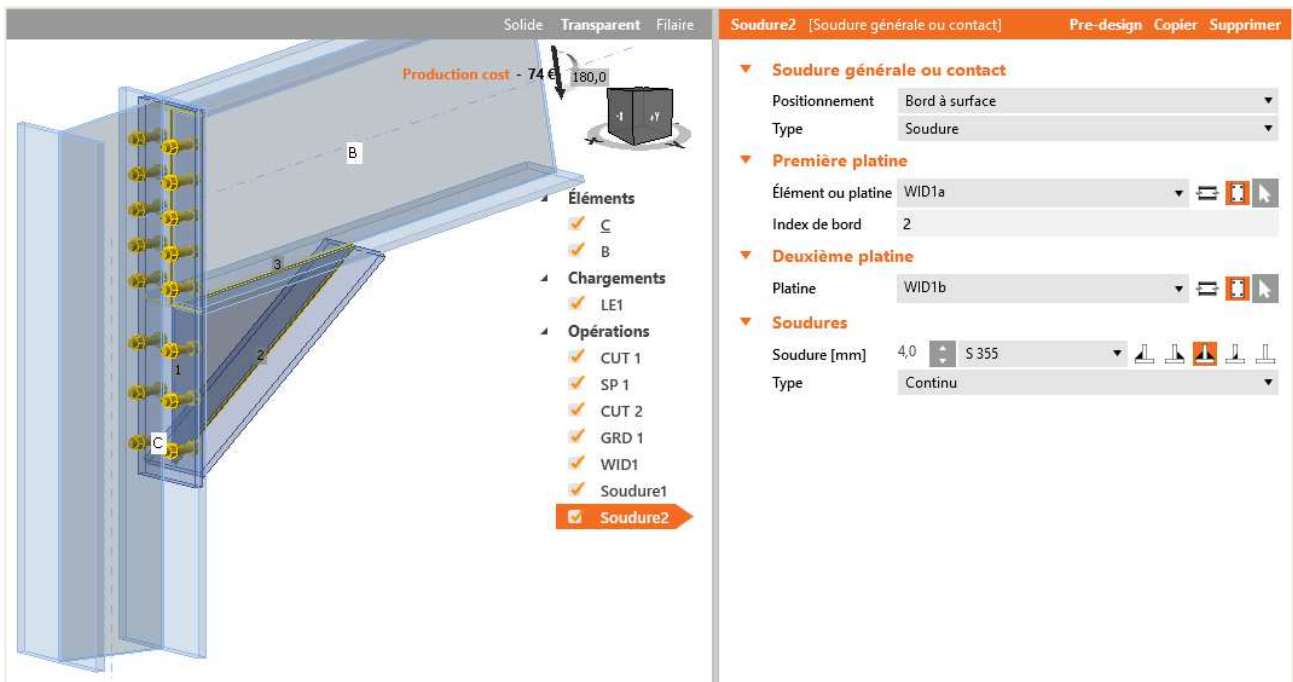 Solide Transparent Filaire
Production cost - 74 €
180,0
-X +Y
B
3
2
1
C
Éléments
C
B
Chargements
LE1
Opérations
CUT 1
SP 1
CUT 2
GRD 1
WID1
Soudure1
Soudure2
Soudure2 [Soudure générale ou contact] Pre-design Copier Supprimer
Soudure générale ou contact
Positionnement Bord à surface
Type Soudure
Première platine
Élément ou platine WID1a
Index de bord 2
Deuxième platine
Platine WID1b
Soudures
Soudure [mm] 4,0 S 355
Type Continu